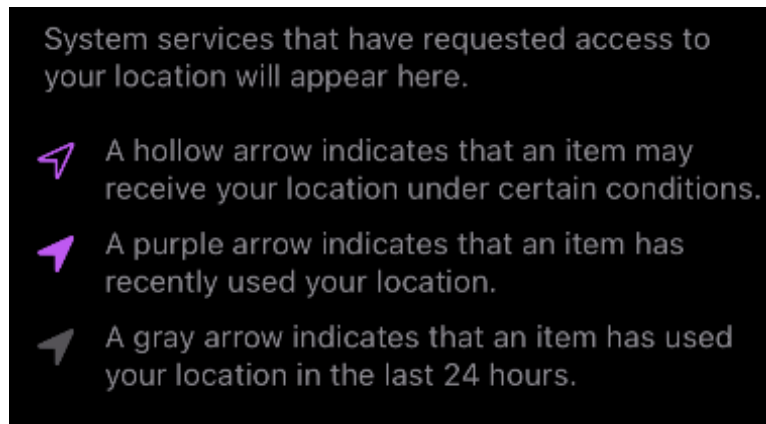 System services that have requested access to
your location will appear here.
A hollow arrow indicates that an item may
receive your location under certain conditions.
A purple arrow indicates that an item has
recently used your location.
A gray arrow indicates that an item has used
your location in the last 24 hours.